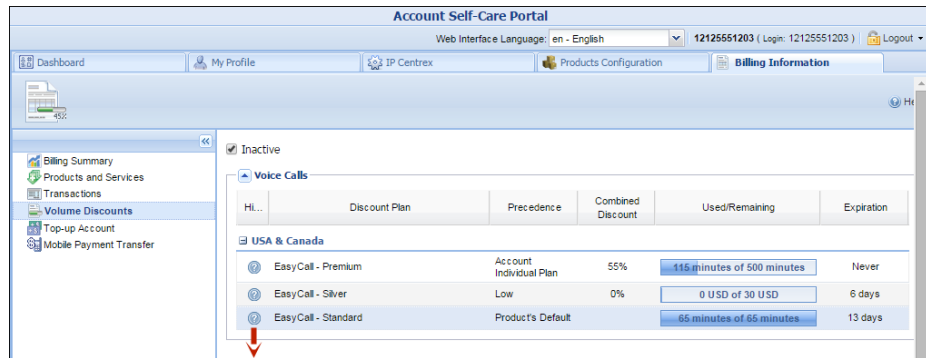 Account Self-Care Portal
Web Interface Language: en - English 12125551203 ( Login: 12125551203 ) Logout
Dashboard My Profile IP Centrex Products Configuration Billing Information
45%
He
Inactive
Billing Summary
Products and Services
Transactions
Volume Discounts
Top-up Account
Mobile Payment Transfer
Voice Calls
Hi... Discount Plan Precedence Combined Discount Used/Remaining Expiration
USA & Canada
EasyCall - Premium Account Individual Plan 55% 115 minutes of 500 minutes Never
EasyCall - Silver Low 0% 0 USD of 30 USD 6 days
EasyCall - Standard Product's Default 65 minutes of 65 minutes 13 days